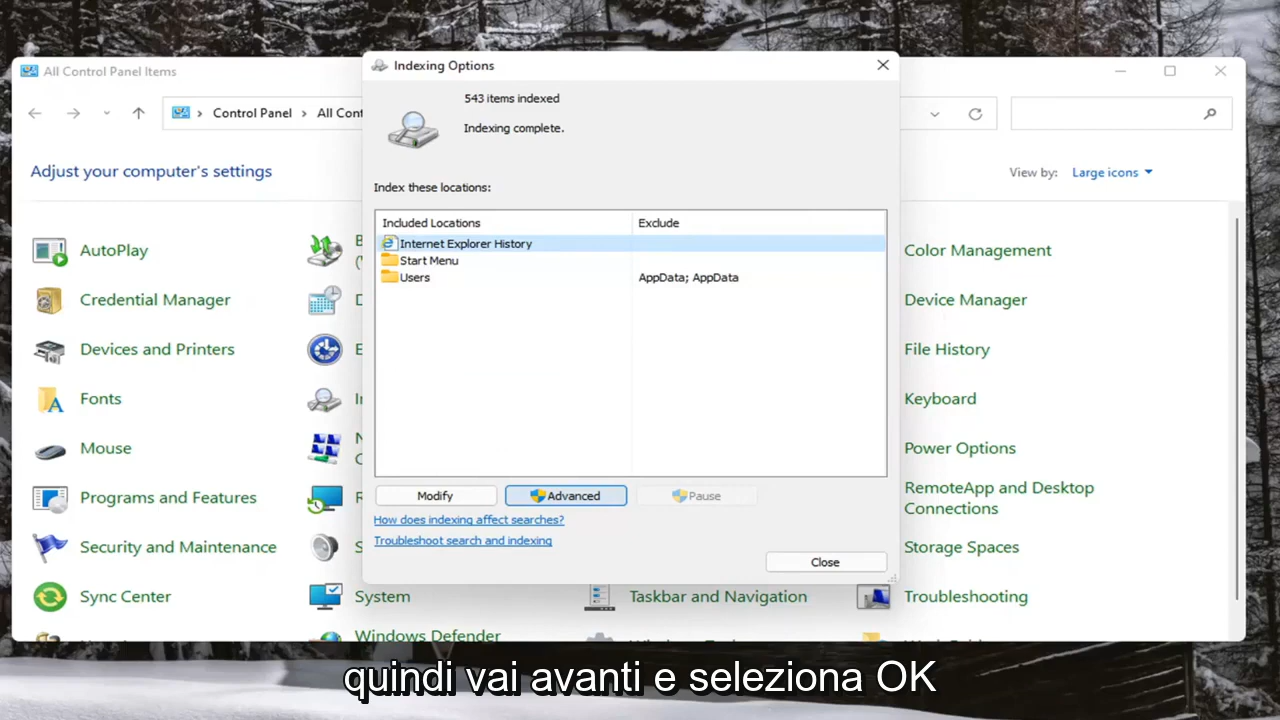 All Control Panel Items
Control Panel
All Cont
Adjust your computer's settings
View by:
Large icons
AutoPlay
Credential Manager
Devices and Printers
Fonts
Mouse
Programs and Features
Security and Maintenance
Sync Center
System
Windows Defender
Taskbar and Navigation
Color Management
Device Manager
File History
Keyboard
Power Options
RemoteApp and Desktop
Connections
Storage Spaces
Troubleshooting
Indexing Options
543 items indexed
Indexing complete.
Index these locations:
Included Locations
Exclude
Internet Explorer History
Start Menu
Users
AppData; AppData
Modify
Advanced
Pause
How does indexing affect searches?
Troubleshoot search and indexing
Close
quindi vai avanti e seleziona OK